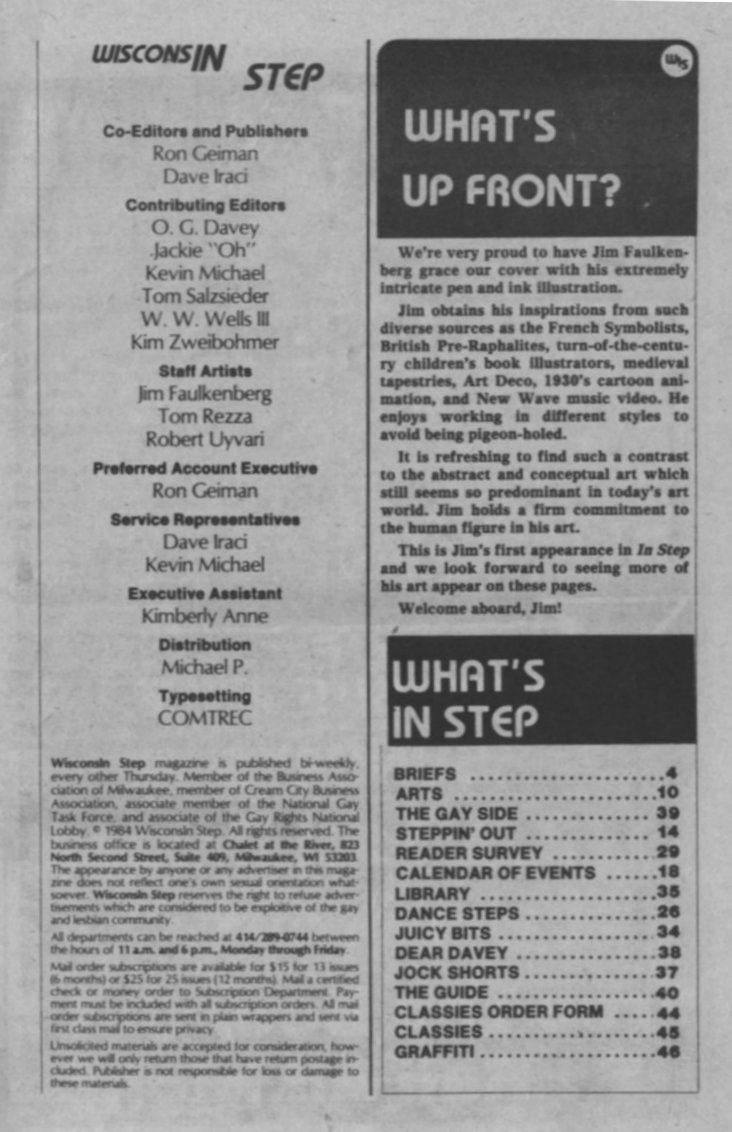 WISCONSIN
STEP
Co-Editors and Publishers
Ron Geiman
Dave Iraci
Contributing Editors
O. G. Davey
Jackie "Oh"
Kevin Michael
Tom Salzsieder
W. W. Wells III
Kim Zweibohmer
Staff Artists
Jim Faulkenberg
Tom Rezza
Robert Uyvari
Preferred Account Executive
Ron Geiman
Service Representatives
Dave Iraci
Kevin Michael
Executive Assistant
Kimberly Anne
Distribution
Michael P.
Typesetting
COMTREC
Wisconsin Step magazine is published bi-weekly,
every other Thursday. Member of the Business Asso-
ciation of Milwaukee, member of Cream City Business
Association, associate member of the National Gay
Task Force, and associate of the Gay Rights National
Lobby. © 1984 Wisconsin Step. All rights reserved. The
business office is located at Chalet at the River, 823
North Second Street, Suite 409, Milwaukee, WI 53203.
The appearance by anyone or any advertiser in this maga-
zine does not reflect one's own sexual orientation what-
soever. Wisconsin Step reserves the right to refuse adver-
tisements which are considered to be exploitive of the gay
and lesbian community.
All departments can be reached at 414/289-0744 between
the hours of 11 a.m. and 6 p.m., Monday through Friday.
Mail order subscriptions are available for $15 for 13 issues
(6 months) or $25 for 25 issues (12 months). Mail a certified
check or money order to Subscription Department. Pay-
ment must be included with all subscription orders. All mail
order subscriptions are sent in plain wrappers and sent via
first class mail to ensure privacy.
Unsolicited materials are accepted for consideration, how-
ever we will only return those that have return postage in-
cluded. Publisher is not responsible for loss or damage to
these materials.
WIS
WHAT'S
UP FRONT?
We're very proud to have Jim Faulken-
berg grace our cover with his extremely
intricate pen and ink illustration.
Jim obtains his inspirations from such
diverse sources as the French Symbolists,
British Pre-Raphalites, turn-of-the-centu-
ry children's book illustrators, medieval
tapestries, Art Deco, 1930's cartoon ani-
mation, and New Wave music video. He
enjoys working in different styles to
avoid being pigeon-holed.
It is refreshing to find such a contrast
to the abstract and conceptual art which
still seems so predominant in today's art
world. Jim holds a firm commitment to
the human figure in his art.
This is Jim's first appearance in In Step
and we look forward to seeing more of
his art appear on these pages.
Welcome aboard, Jim!
WHAT'S
IN STEP
BRIEFS ......................4
ARTS ......................10
THE GAY SIDE ..............39
STEPPIN' OUT ..............14
READER SURVEY ............29
CALENDAR OF EVENTS ......18
LIBRARY ..................35
DANCE STEPS ..............26
JUICY BITS ................34
DEAR DAVEY ..............38
JOCK SHORTS ..............37
THE GUIDE ................40
CLASSIES ORDER FORM .....44
CLASSIES ..................45
GRAFFITI ..................46